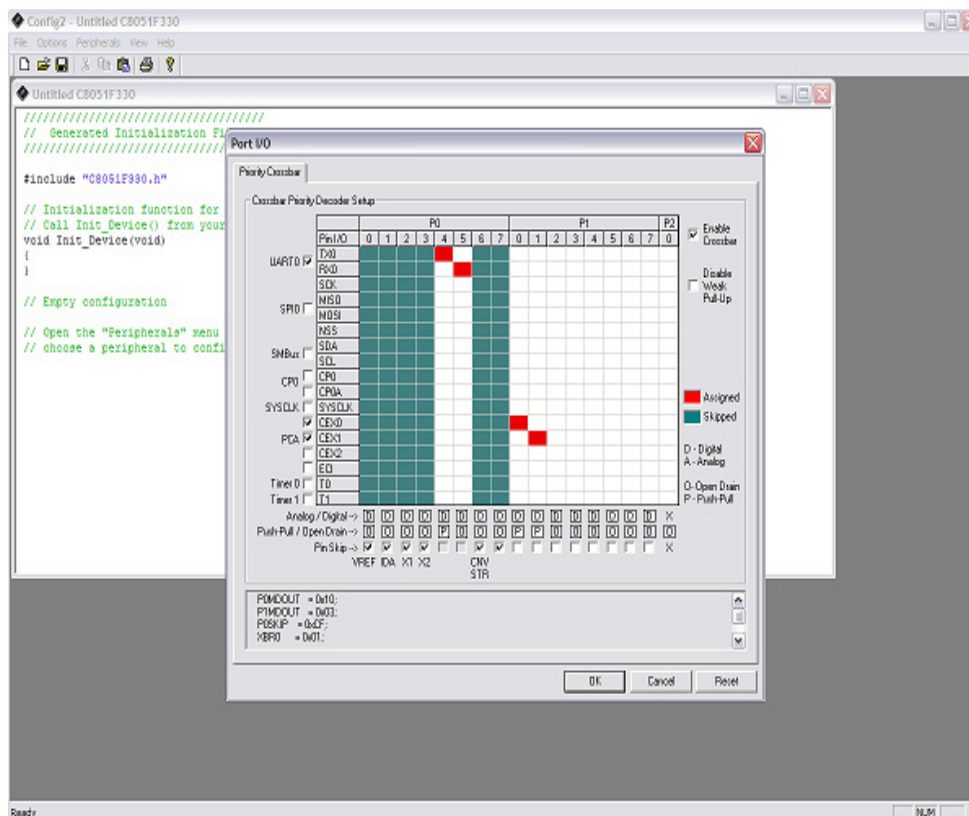 Config2 - Untitled C8051F330
File Options Peripherals View Help
Untitled C8051F330
/////////////////////////////////////
// Generated Initialization Fi
#include "C8051F330.h"
// Initialization function for
// Call Init_Device() from your
void Init_Device(void)
{
}
// Empty configuration
// Open the "Peripherals" menu
// choose a peripheral to confi
Port I/O
Priority Crossbar
Crossbar Priority Decoder Setup
P0 P1 P2
Pin I/O 0 1 2 3 4 5 6 7 0 1 2 3 4 5 6 7 0
UART0 TX0
RX0
SCK
SPI0 MISO
MOSI
NSS
SMBus SDA
SCL
CP0 CP0
CP0A
SYSCLK SYSCLK
CEX0
PCA CEX1
CEX2
ECI
Timer 0 T0
Timer 1 T1
Analog / Digital -> D D D D D D D D D D D D D D D D X
Push-Pull / Open Drain -> O O O O P O O O P P O O O O O O O
Pin Skip -> X
VREF IDA X1 X2 CNV
STR
Enable
Crossbar
Disable
Weak
Pull-Up
Assigned
Skipped
D - Digital
A - Analog
O - Open Drain
P - Push-Pull
P0MDOUT = 0x10;
P1MDOUT = 0x03;
P0SKIP = 0xCF;
XBR0 = 0x01;
OK Cancel Reset
Ready NUM